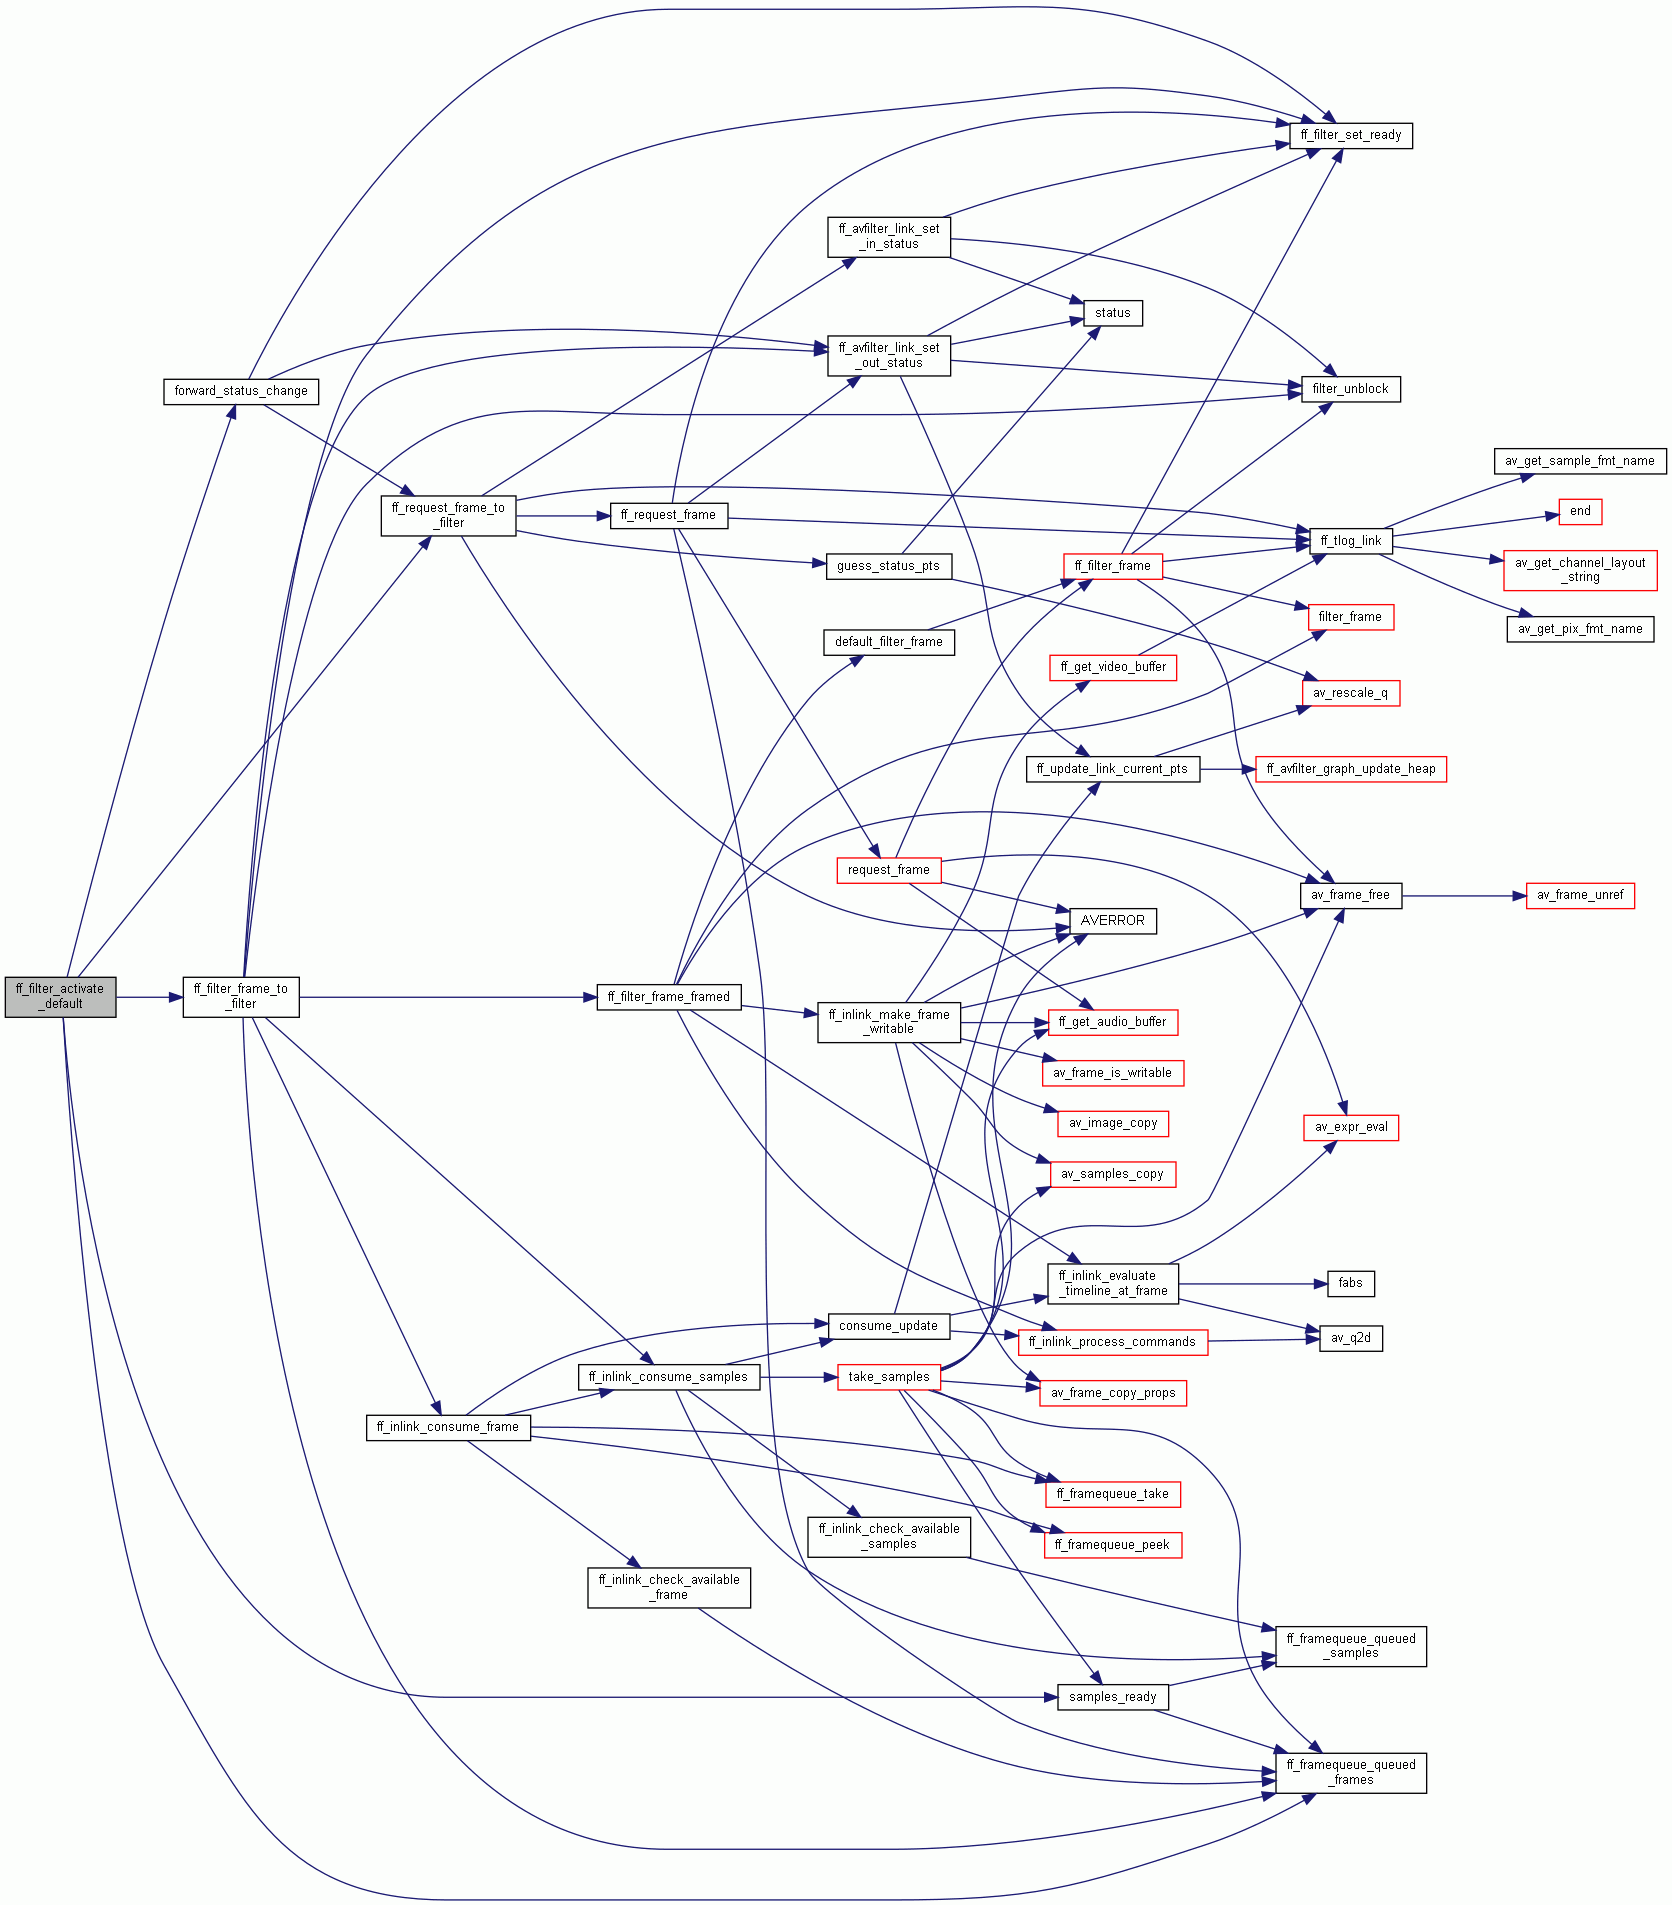 ff_filter_set_ready
ff_avfilter_link_set
_in_status
status
ff_avfilter_link_set
_out_status
forward_status_change
filter_unblock
av_get_sample_fmt_name
ff_request_frame_to
_filter
ff_request_frame
end
ff_tlog_link
guess_status_pts
ff_filter_frame
av_get_channel_layout
_string
filter_frame
av_get_pix_fmt_name
default_filter_frame
ff_get_video_buffer
av_rescale_q
ff_update_link_current_pts
ff_avfilter_graph_update_heap
request_frame
av_frame_free
av_frame_unref
AVERROR
ff_filter_activate
_default
ff_filter_frame_to
_filter
ff_filter_frame_framed
ff_inlink_make_frame
_writable
ff_get_audio_buffer
av_frame_is_writable
av_image_copy
av_expr_eval
av_samples_copy
ff_inlink_evaluate
_timeline_at_frame
fabs
consume_update
ff_inlink_process_commands
av_q2d
ff_inlink_consume_samples
take_samples
av_frame_copy_props
ff_inlink_consume_frame
ff_framequeue_take
ff_inlink_check_available
_samples
ff_framequeue_peek
ff_inlink_check_available
_frame
ff_framequeue_queued
_samples
samples_ready
ff_framequeue_queued
_frames